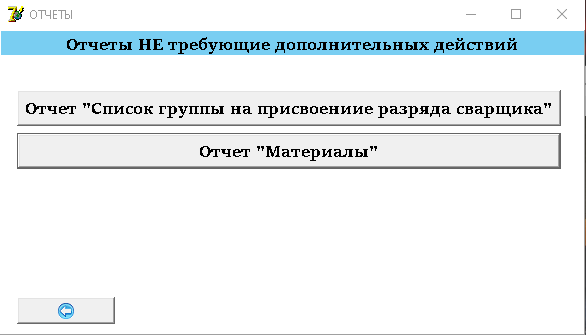 ОТЧЕТЫ
Отчеты НЕ требующие дополнительных действий
Отчет "Список группы на присвоениие разряда сварщика"
Отчет "Материалы"